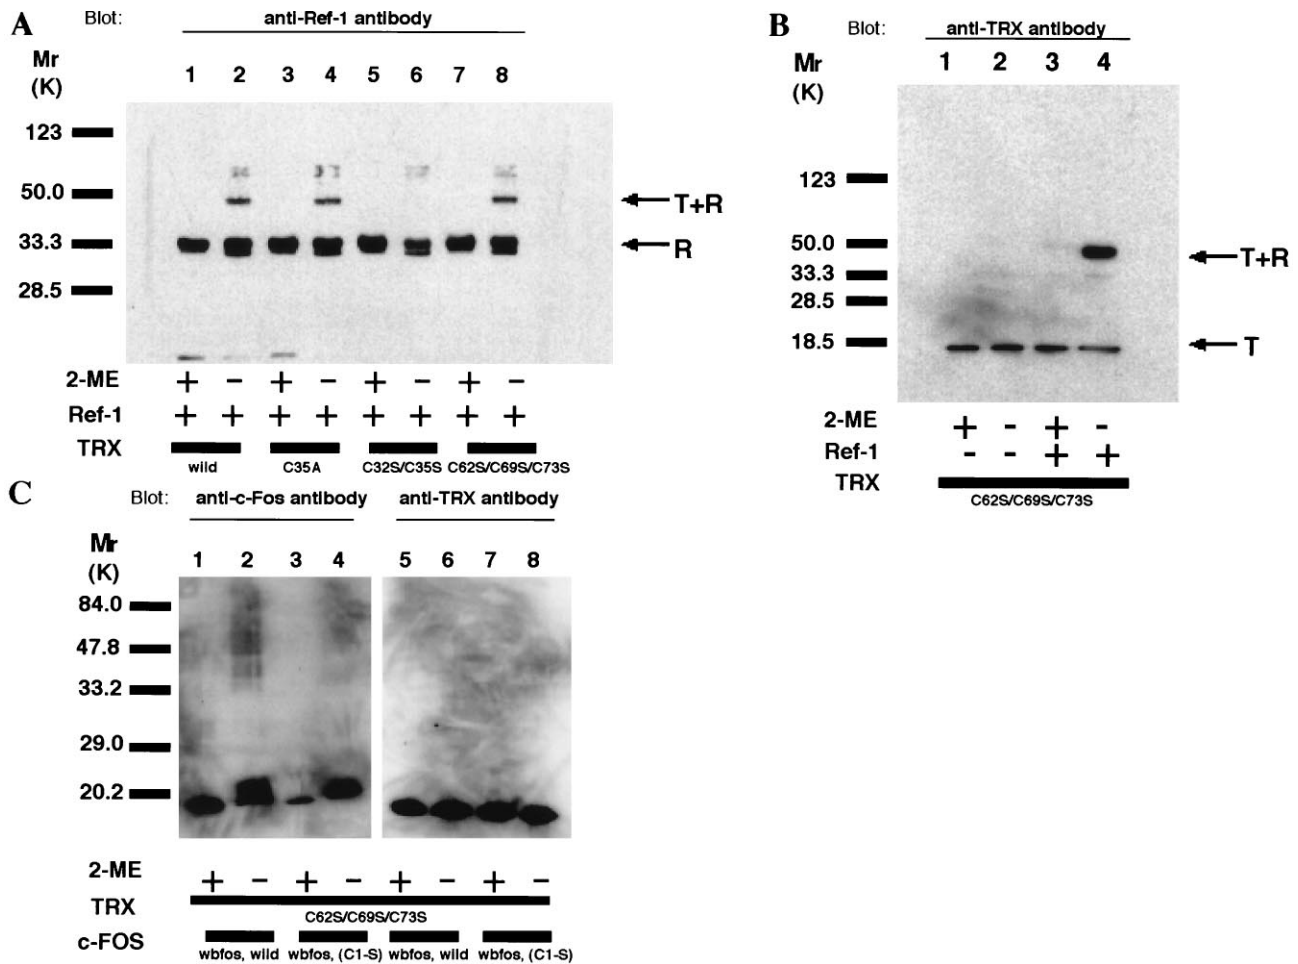 A
Blot: anti-Ref-1 antibody
Mr
(K)
1 2 3 4 5 6 7 8
123
50.0
33.3
28.5
T+R
R
2-ME + − + − + − + −
Ref-1 + + + + + + + +
TRX
wild C35A C32S/C35S C62S/C69S/C73S
B
Blot: anti-TRX antibody
Mr
(K)
1 2 3 4
123
50.0
33.3
28.5
18.5
T+R
T
2-ME + - + -
Ref-1 - - + +
TRX
C62S/C69S/C73S
C
Blot: anti-c-Fos antibody anti-TRX antibody
Mr
(K)
1 2 3 4 5 6 7 8
84.0
47.8
33.2
29.0
20.2
2-ME + − + − + − + −
TRX
C62S/C69S/C73S
c-FOS
wbfos, wild wbfos, (C1-S) wbfos, wild wbfos, (C1-S)